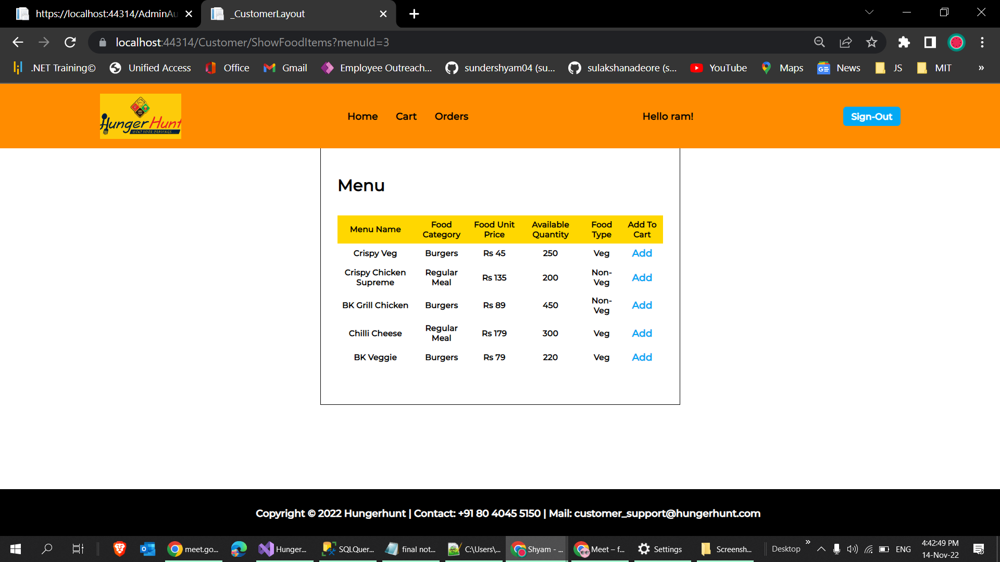 https://localhost:44314/AdminAu
_CustomerLayout
localhost:44314/Customer/ShowFoodItems?menuId=3
.NET Training©
Unified Access
Office
Gmail
Employee Outreach...
sundershyam04 (su...
sulakshanadeore (s...
YouTube
Maps
News
JS
MIT
»
Hunger Hunt
HUNT YOUR CRAVINGS....
Home
Cart
Orders
Hello ram!
Sign-Out
Menu
Menu Name
Food Category
Food Unit Price
Available Quantity
Food Type
Add To Cart
Crispy Veg Burgers Rs 45 250 Veg Add
Crispy Chicken Supreme Regular Meal Rs 135 200 Non-Veg Add
BK Grill Chicken Burgers Rs 89 450 Non-Veg Add
Chilli Cheese Regular Meal Rs 179 300 Veg Add
BK Veggie Burgers Rs 79 220 Veg Add
Copyright © 2022 Hungerhunt | Contact: +91 80 4045 5150 | Mail: customer_support@hungerhunt.com
meet.go...
Hunger...
SQLQuer...
final not...
C:\Users\,...
Shyam - ...
Meet – f...
Settings
Screensh...
Desktop
»
ENG
4:42:49 PM
14-Nov-22